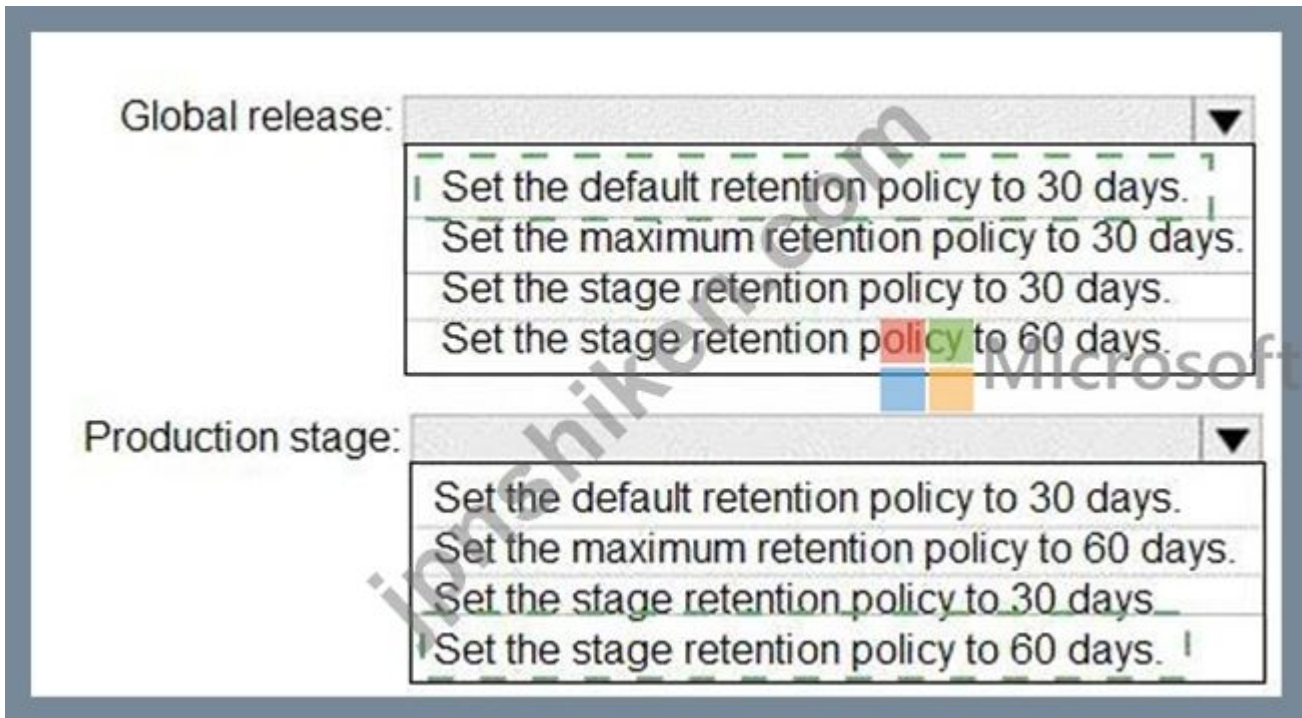 Global release:
Set the default retention policy to 30 days.
Set the maximum retention policy to 30 days.
Set the stage retention policy to 30 days.
Set the stage retention policy to 60 days.
Microsoft
Production stage:
Set the default retention policy to 30 days.
Set the maximum retention policy to 60 days.
Set the stage retention policy to 30 days
Set the stage retention policy to 60 days.
jpnshiken.com